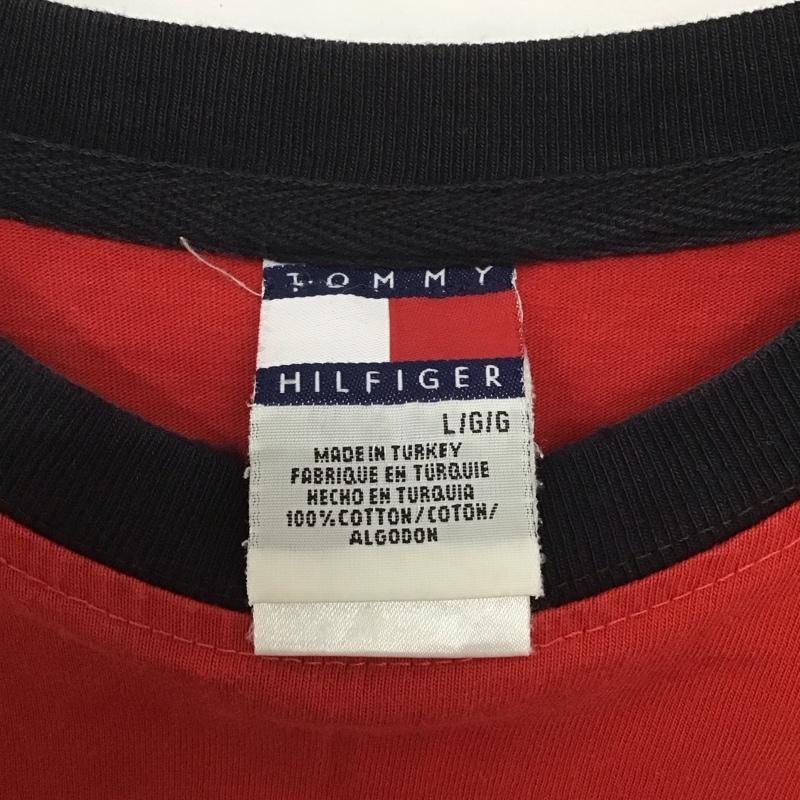 TOMMY
HILFIGER
L/G/G
MADE IN TURKEY
FABRIQUE EN TURQUIE
HECHO EN TURQUIA
100% COTTON/COTON/
ALGODON